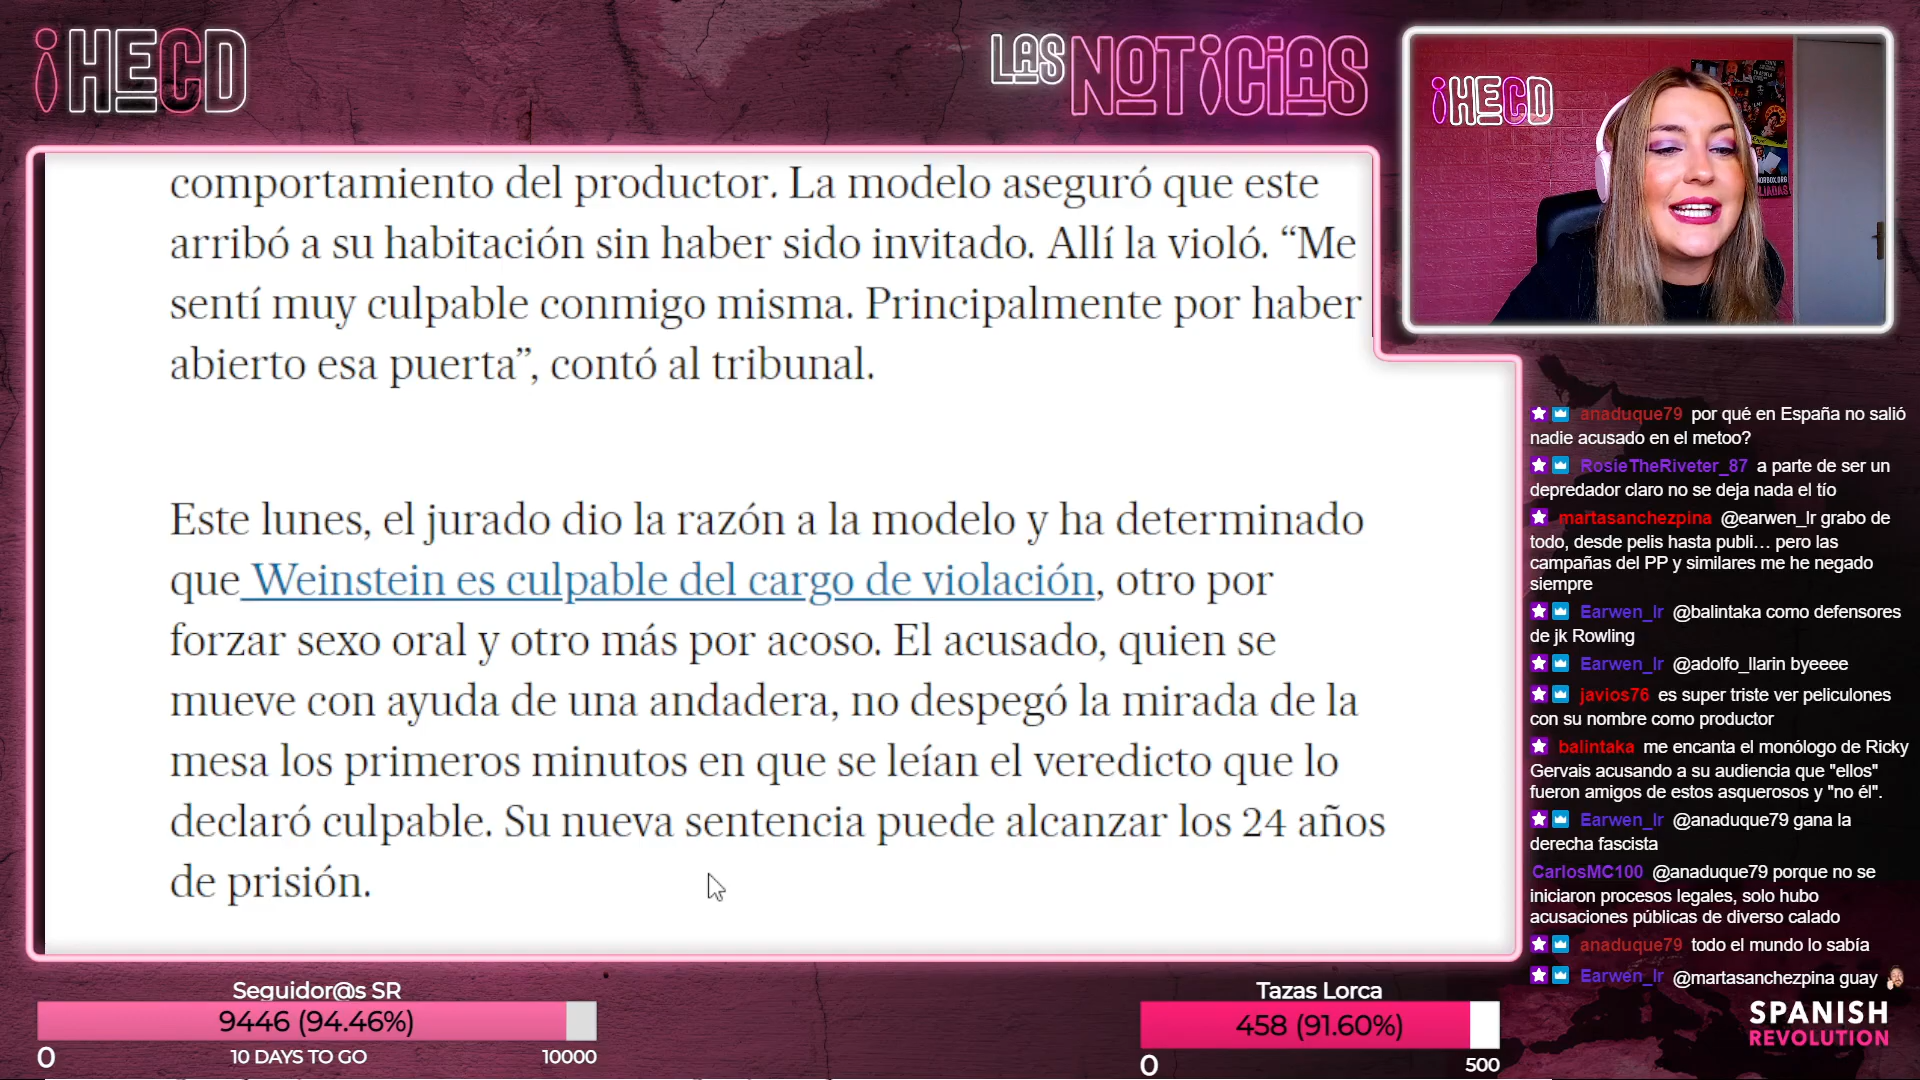 ¡HECD
LAS NOTiCiAS
¡HECD
comportamiento del productor. La modelo aseguró que este
arribó a su habitación sin haber sido invitado. Allí la violó. “Me
sentí muy culpable conmigo misma. Principalmente por haber
abierto esa puerta”, contó al tribunal.
Este lunes, el jurado dio la razón a la modelo y ha determinado
que Weinstein es culpable del cargo de violación, otro por
forzar sexo oral y otro más por acoso. El acusado, quien se
mueve con ayuda de una andadera, no despegó la mirada de la
mesa los primeros minutos en que se leían el veredicto que lo
declaró culpable. Su nueva sentencia puede alcanzar los 24 años
de prisión.
anaduque79 por qué en España no salió
nadie acusado en el metoo?
RosieTheRiveter_87 a parte de ser un
depredador claro no se deja nada el tío
martasanchezpina @earwen_lr grabo de
todo, desde pelis hasta publi... pero las
campañas del PP y similares me he negado
siempre
Earwen_lr @balintaka como defensores
de jk Rowling
Earwen_lr @adolfo_llarin byeeee
javios76 es super triste ver peliculones
con su nombre como productor
balintaka me encanta el monólogo de Ricky
Gervais acusando a su audiencia que "ellos"
fueron amigos de estos asquerosos y "no él".
Earwen_lr @anaduque79 gana la
derecha fascista
CarlosMC100 @anaduque79 porque no se
iniciaron procesos legales, solo hubo
acusaciones públicas de diverso calado
anaduque79 todo el mundo lo sabía
Earwen_lr @martasanchezpina guay
Seguidor@s SR
9446 (94.46%)
0 10 DAYS TO GO 10000
Tazas Lorca
458 (91.60%)
0 500
SPANISH
REVOLUTION